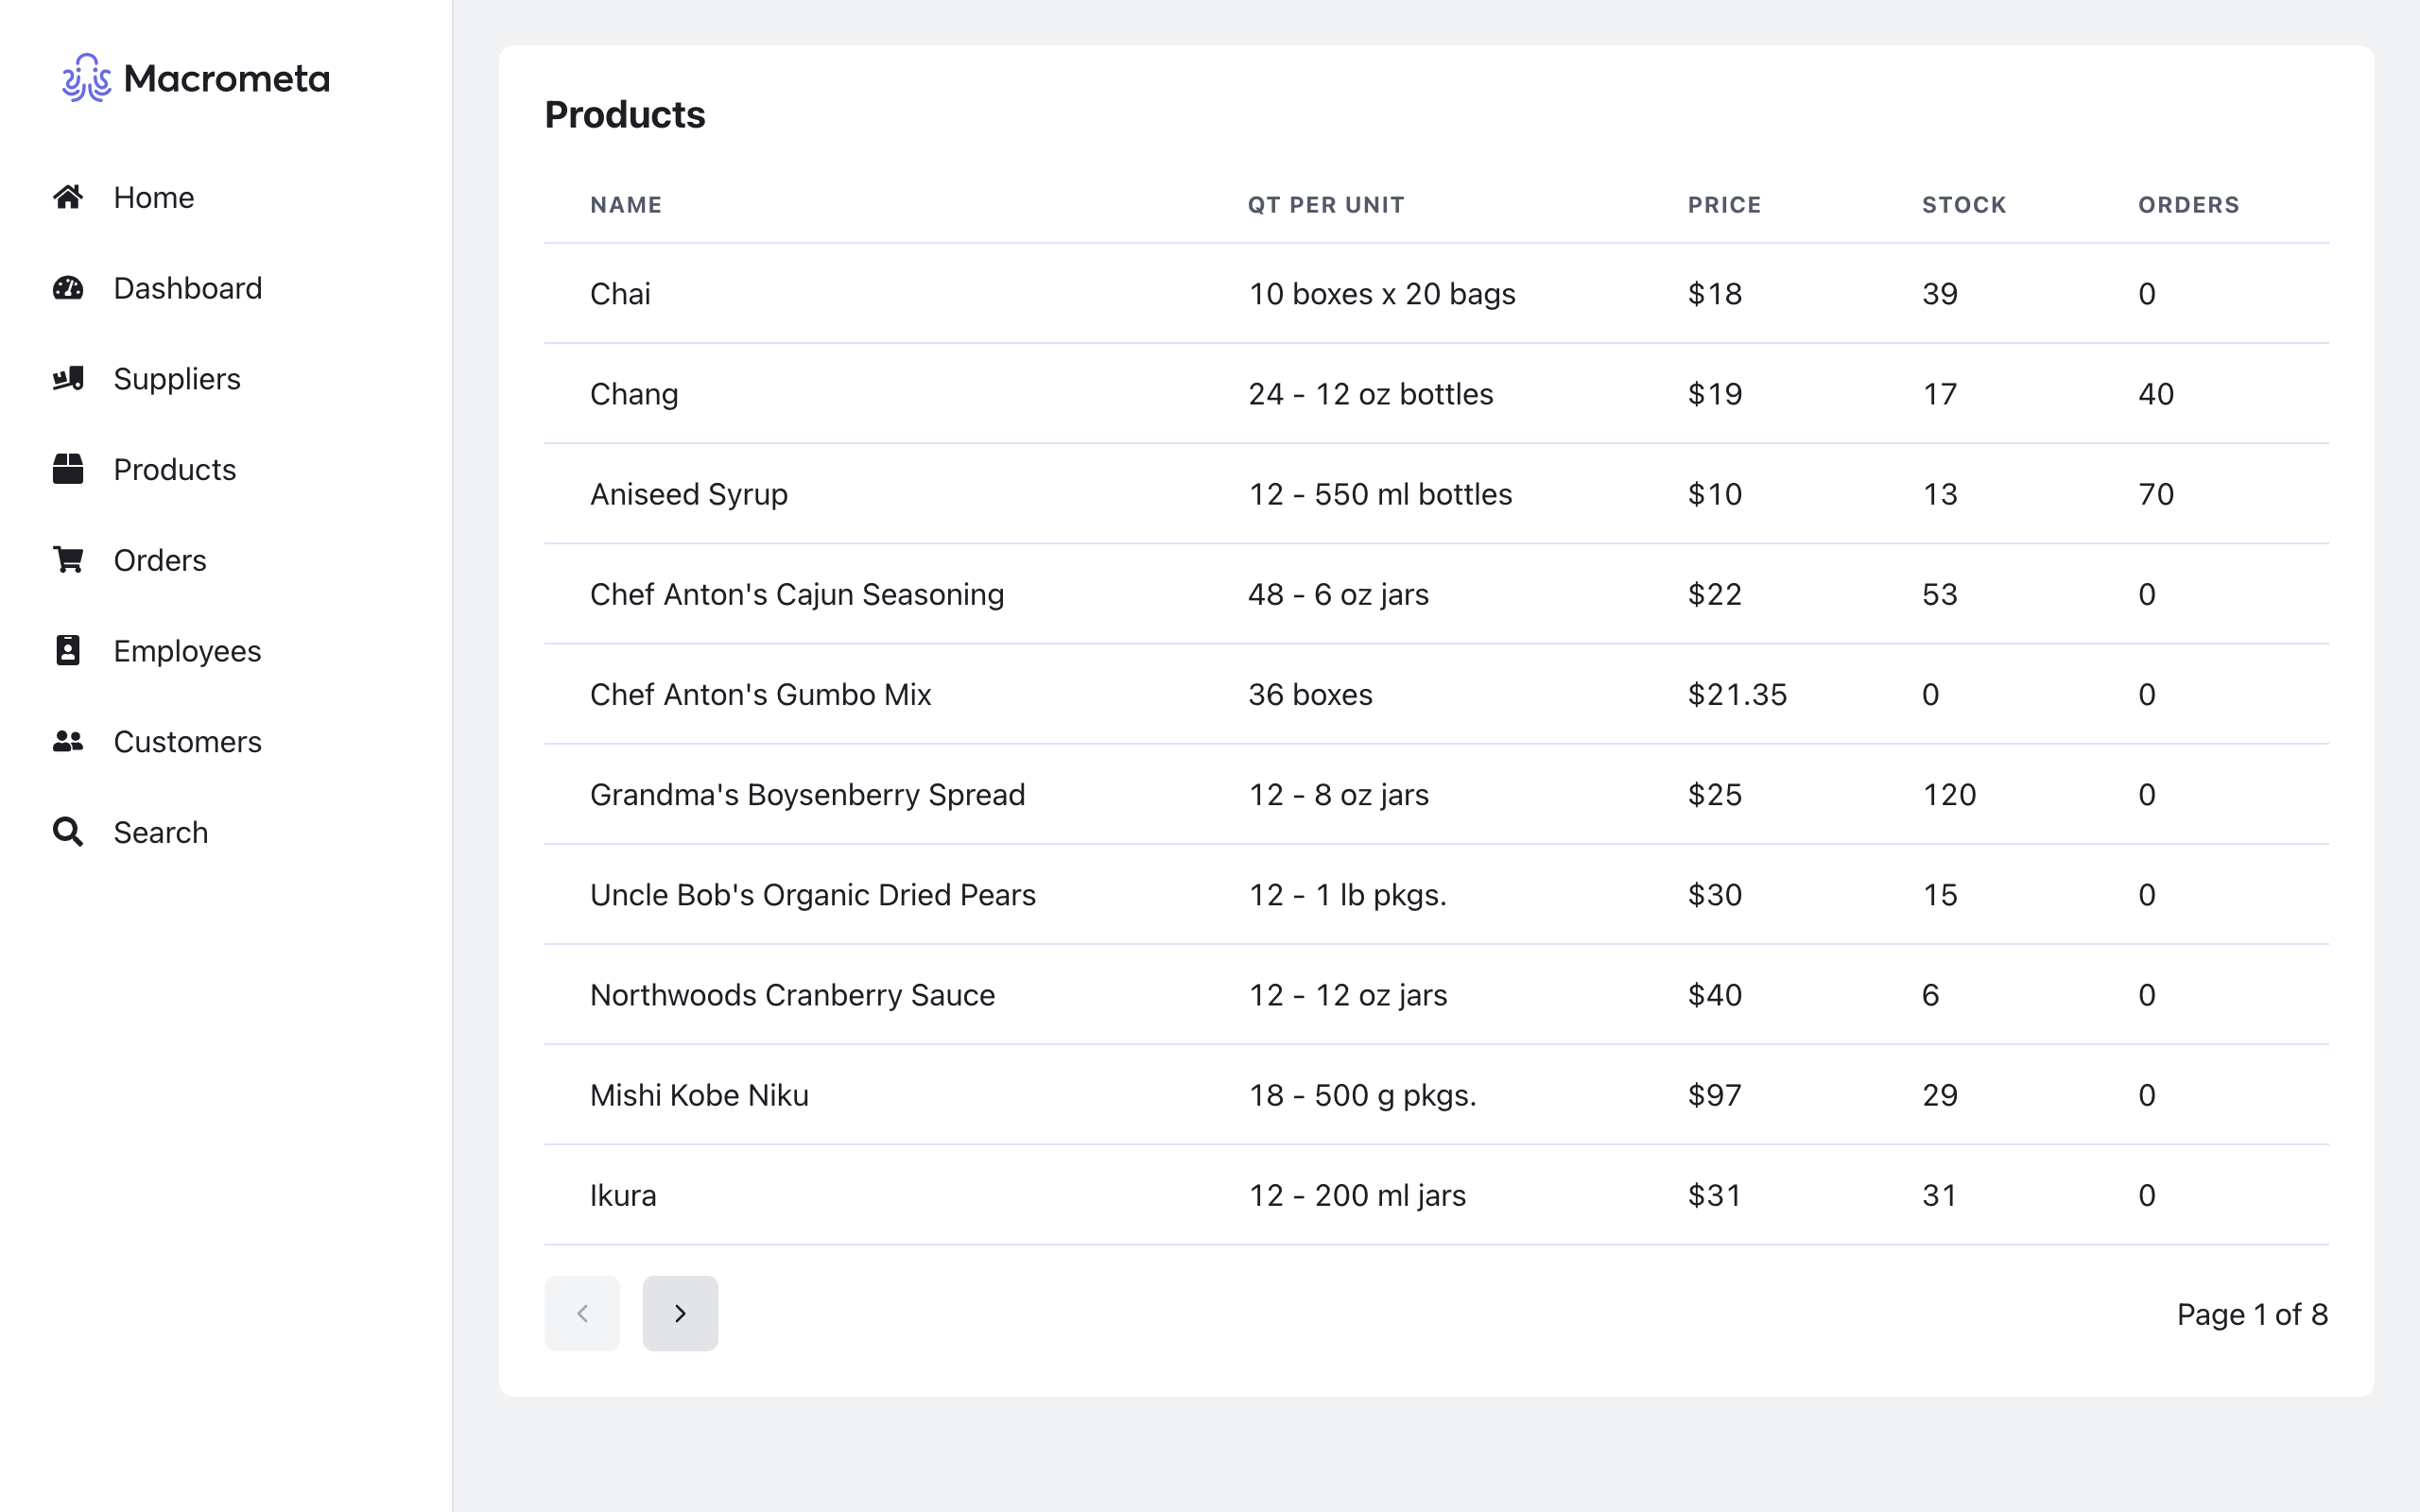 Macrometa
Home
Dashboard
Suppliers
Products
Orders
Employees
Customers
Search
Products
NAME QT PER UNIT PRICE STOCK ORDERS
Chai 10 boxes x 20 bags $18 39 0
Chang 24 - 12 oz bottles $19 17 40
Aniseed Syrup 12 - 550 ml bottles $10 13 70
Chef Anton's Cajun Seasoning 48 - 6 oz jars $22 53 0
Chef Anton's Gumbo Mix 36 boxes $21.35 0 0
Grandma's Boysenberry Spread 12 - 8 oz jars $25 120 0
Uncle Bob's Organic Dried Pears 12 - 1 lb pkgs. $30 15 0
Northwoods Cranberry Sauce 12 - 12 oz jars $40 6 0
Mishi Kobe Niku 18 - 500 g pkgs. $97 29 0
Ikura 12 - 200 ml jars $31 31 0
Page 1 of 8